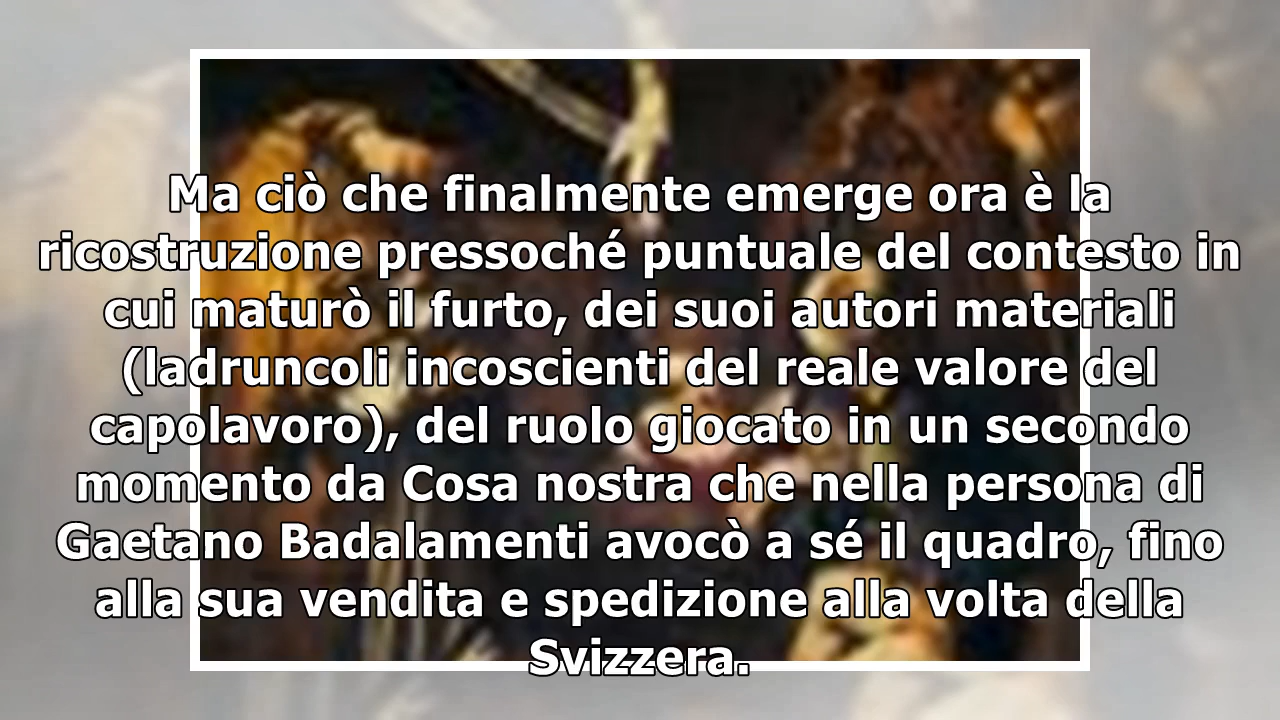 Ma ciò che finalmente emerge ora è la
ricostruzione pressoché puntuale del contesto in
cui maturò il furto, dei suoi autori materiali
(ladruncoli incoscienti del reale valore del
capolavoro), del ruolo giocato in un secondo
momento da Cosa nostra che nella persona di
Gaetano Badalamenti avocò a sé il quadro, fino
alla sua vendita e spedizione alla volta della
Svizzera.